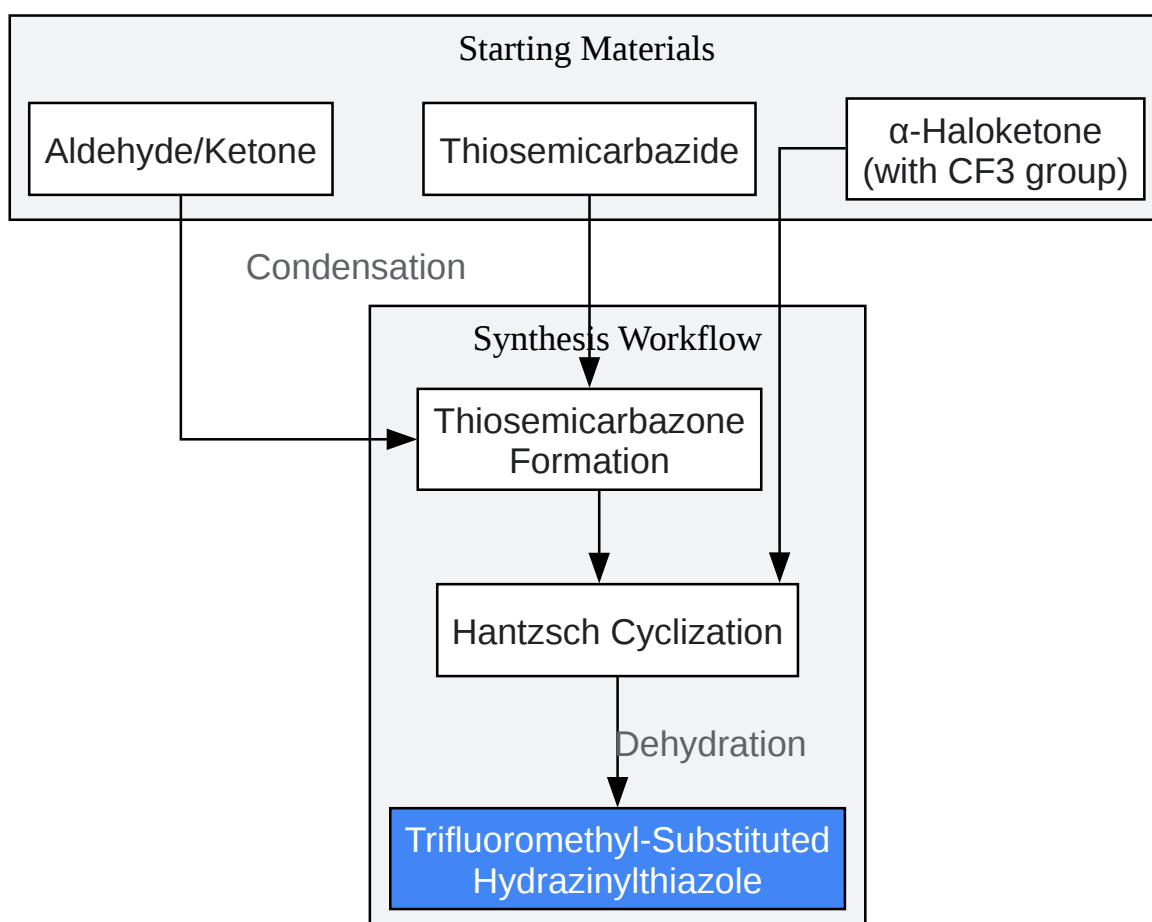 Starting Materials
Aldehyde/Ketone
Thiosemicarbazide
α-Haloketone
(with CF3 group)
Condensation
Synthesis Workflow
Thiosemicarbazone
Formation
Hantzsch Cyclization
Dehydration
Trifluoromethyl-Substituted
Hydrazinylthiazole